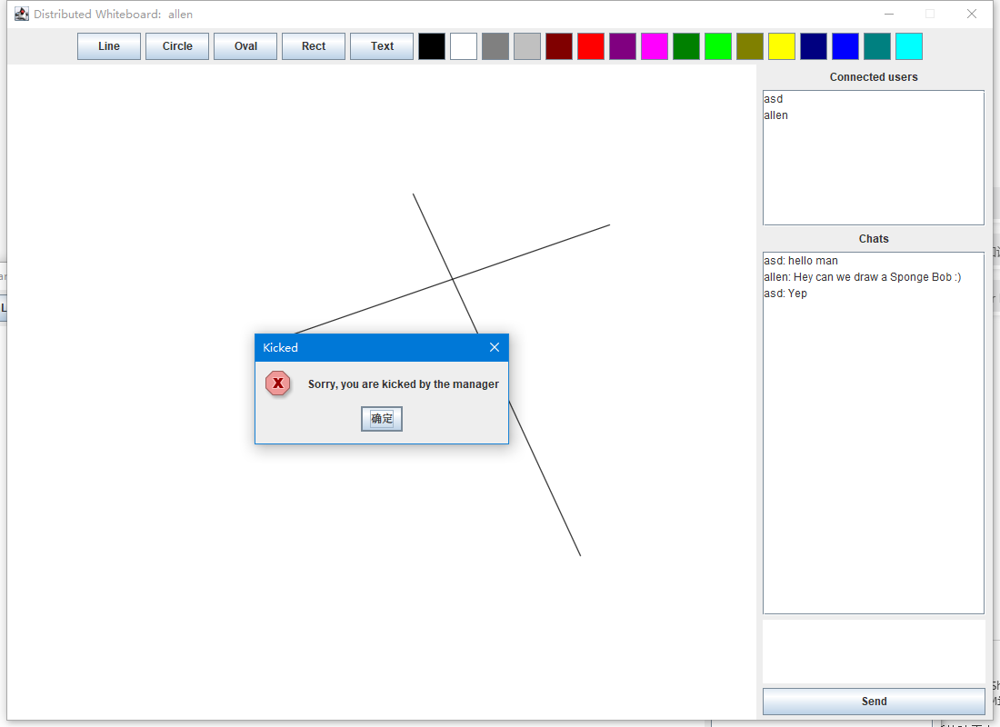 Distributed Whiteboard: allen
Line Circle Oval Rect Text
Connected users
asd
allen
Chats
asd: hello man
allen: Hey can we draw a Sponge Bob :)
asd: Yep
Kicked
Sorry, you are kicked by the manager
确定
Send